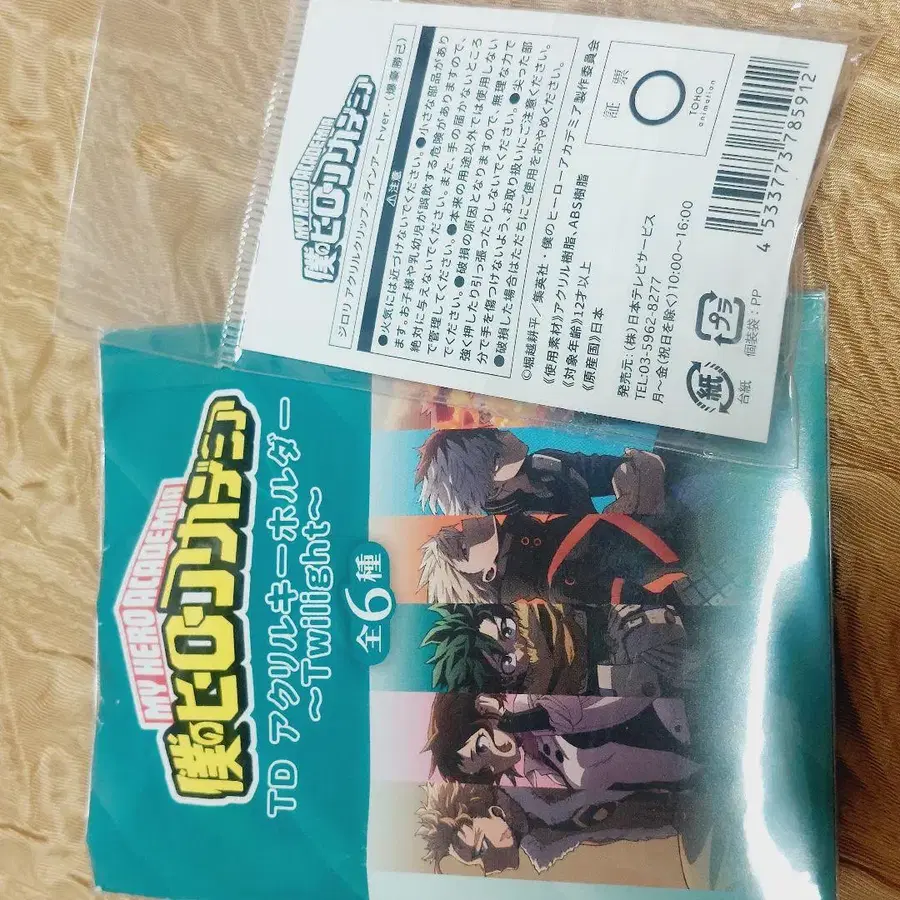 MY HERO ACADEMIA
僕のヒーローアカデミア
ジロリ アクリルクリップ-ラインアートver.-(爆豪勝己)
⚠注意
●火気には近づけないでください。●小さな部品があり
ます。お子様や乳幼児が誤飲する危険がありますので、
絶対に与えないでください。また、手の届かないところ
で管理してください。●本来の用途以外では使用しない
でください。●破損の原因となりますので、無理な力で
強く押したり引っ張ったりしないでください。●尖った部
分で手を傷つけないよう、お取り扱いにご注意ください。
●破損した場合はただちにご使用をおやめください。
©堀越耕平／集英社・僕のヒーローアカデミア製作委員会
《使用素材》アクリル樹脂、ABS樹脂
《対象年齢》12才以上
《原産国》日本
発売元:(株)日本テレビサービス
TEL:03-5962-8277
月〜金(祝日を除く)10:00〜16:00
証票
TOHO
animation
紙
台紙
プラ
個装袋:PP
4 533773 785912
MY HERO ACADEMIA
僕のヒーローアカデミア
TD アクリルキーホルダー
〜Twilight〜
全6種